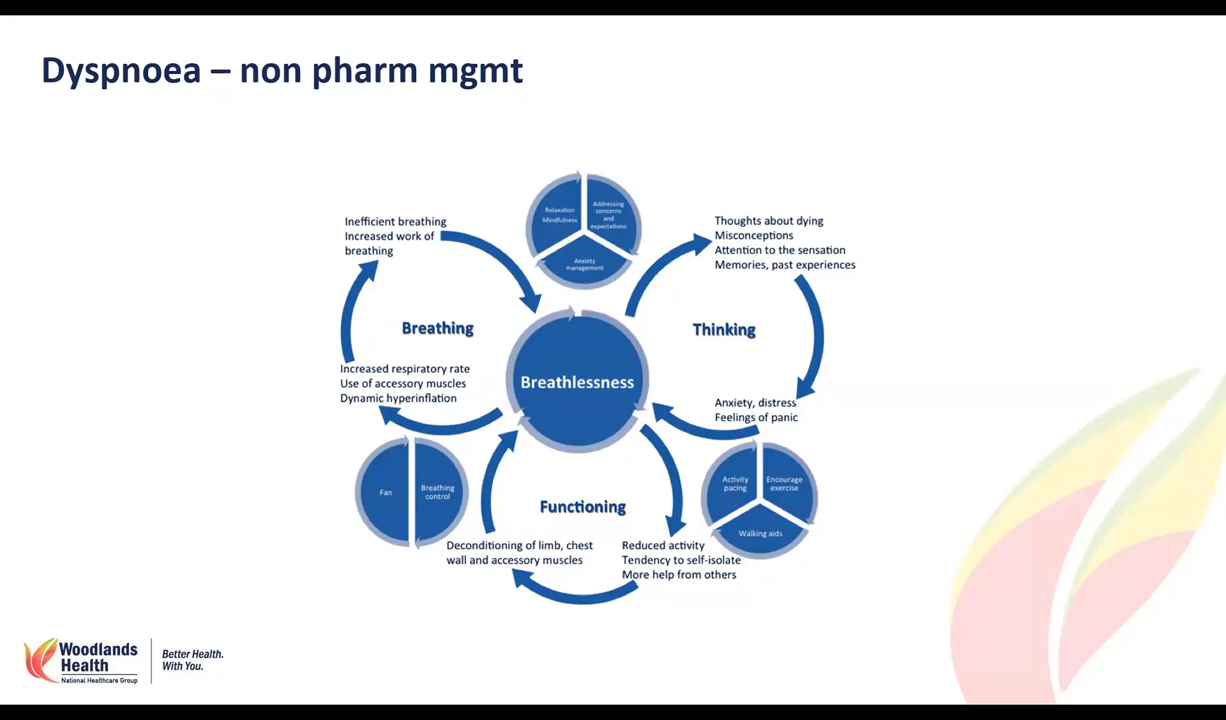 Dyspnoea – non pharm mgmt
Relaxation
Mindfulness
Addressing
concerns
and
expectations
Anxiety
management
Inefficient breathing
Increased work of
breathing
Breathing
Increased respiratory rate
Use of accessory muscles
Dynamic hyperinflation
Fan
Breathing
control
Breathlessness
Thoughts about dying
Misconceptions
Attention to the sensation
Memories, past experiences
Thinking
Anxiety, distress
Feelings of panic
Activity
pacing
Encourage
exercise
Walking aids
Functioning
Deconditioning of limb, chest
wall and accessory muscles
Reduced activity
Tendency to self-isolate
More help from others
Woodlands
Health
National Healthcare Group
Better Health.
With You.